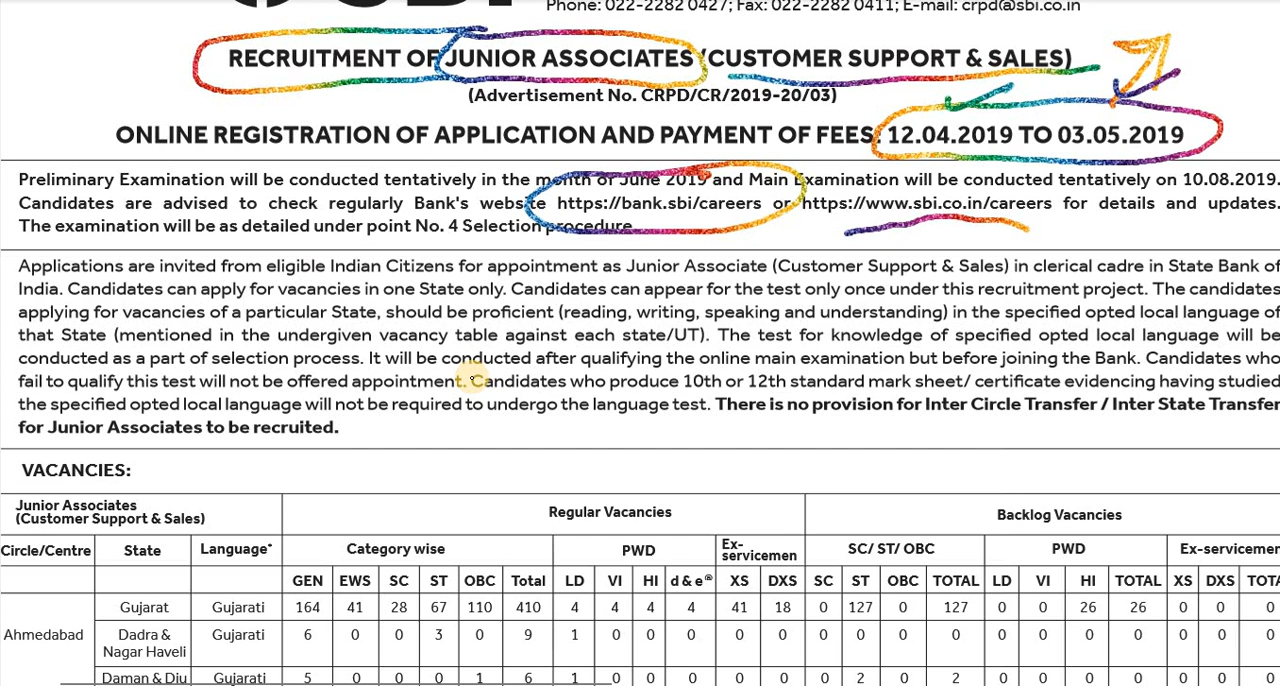 Phone: 022-2282 0427; Fax: 022-2282 0411; E-mail: crpd@sbi.co.in
RECRUITMENT OF JUNIOR ASSOCIATES (CUSTOMER SUPPORT & SALES)
(Advertisement No. CRPD/CR/2019-20/03)
ONLINE REGISTRATION OF APPLICATION AND PAYMENT OF FEES: 12.04.2019 TO 03.05.2019
Preliminary Examination will be conducted tentatively in the month of June 2019 and Main Examination will be conducted tentatively on 10.08.2019.
Candidates are advised to check regularly Bank's website https://bank.sbi/careers or https://www.sbi.co.in/careers for details and updates.
The examination will be as detailed under point No. 4 Selection procedure
Applications are invited from eligible Indian Citizens for appointment as Junior Associate (Customer Support & Sales) in clerical cadre in State Bank of
India. Candidates can apply for vacancies in one State only. Candidates can appear for the test only once under this recruitment project. The candidates
applying for vacancies of a particular State, should be proficient (reading, writing, speaking and understanding) in the specified opted local language of
that State (mentioned in the undergiven vacancy table against each state/UT). The test for knowledge of specified opted local language will be
conducted as a part of selection process. It will be conducted after qualifying the online main examination but before joining the Bank. Candidates who
fail to qualify this test will not be offered appointment. Candidates who produce 10th or 12th standard mark sheet/ certificate evidencing having studied
the specified opted local language will not be required to undergo the language test. There is no provision for Inter Circle Transfer / Inter State Transfer
for Junior Associates to be recruited.
VACANCIES:
Junior Associates
(Customer Support & Sales)
Regular Vacancies
Backlog Vacancies
Circle/Centre State Language* Category wise PWD Ex-servicemen SC/ ST/ OBC PWD Ex-servicemen
GEN EWS SC ST OBC Total LD VI HI d & e@ XS DXS SC ST OBC TOTAL LD VI HI TOTAL XS DXS TOTA
Gujarat Gujarati 164 41 28 67 110 410 4 4 4 4 41 18 0 127 0 127 0 0 26 26 0 0 0
Ahmedabad Dadra & Nagar Haveli Gujarati 6 0 0 3 0 9 1 0 0 0 0 0 0 0 0 0 0 0 0 0 0 0 0
Daman & Diu Gujarati 5 0 0 0 1 6 1 0 0 0 0 0 0 2 0 2 0 0 0 0 0 0 0